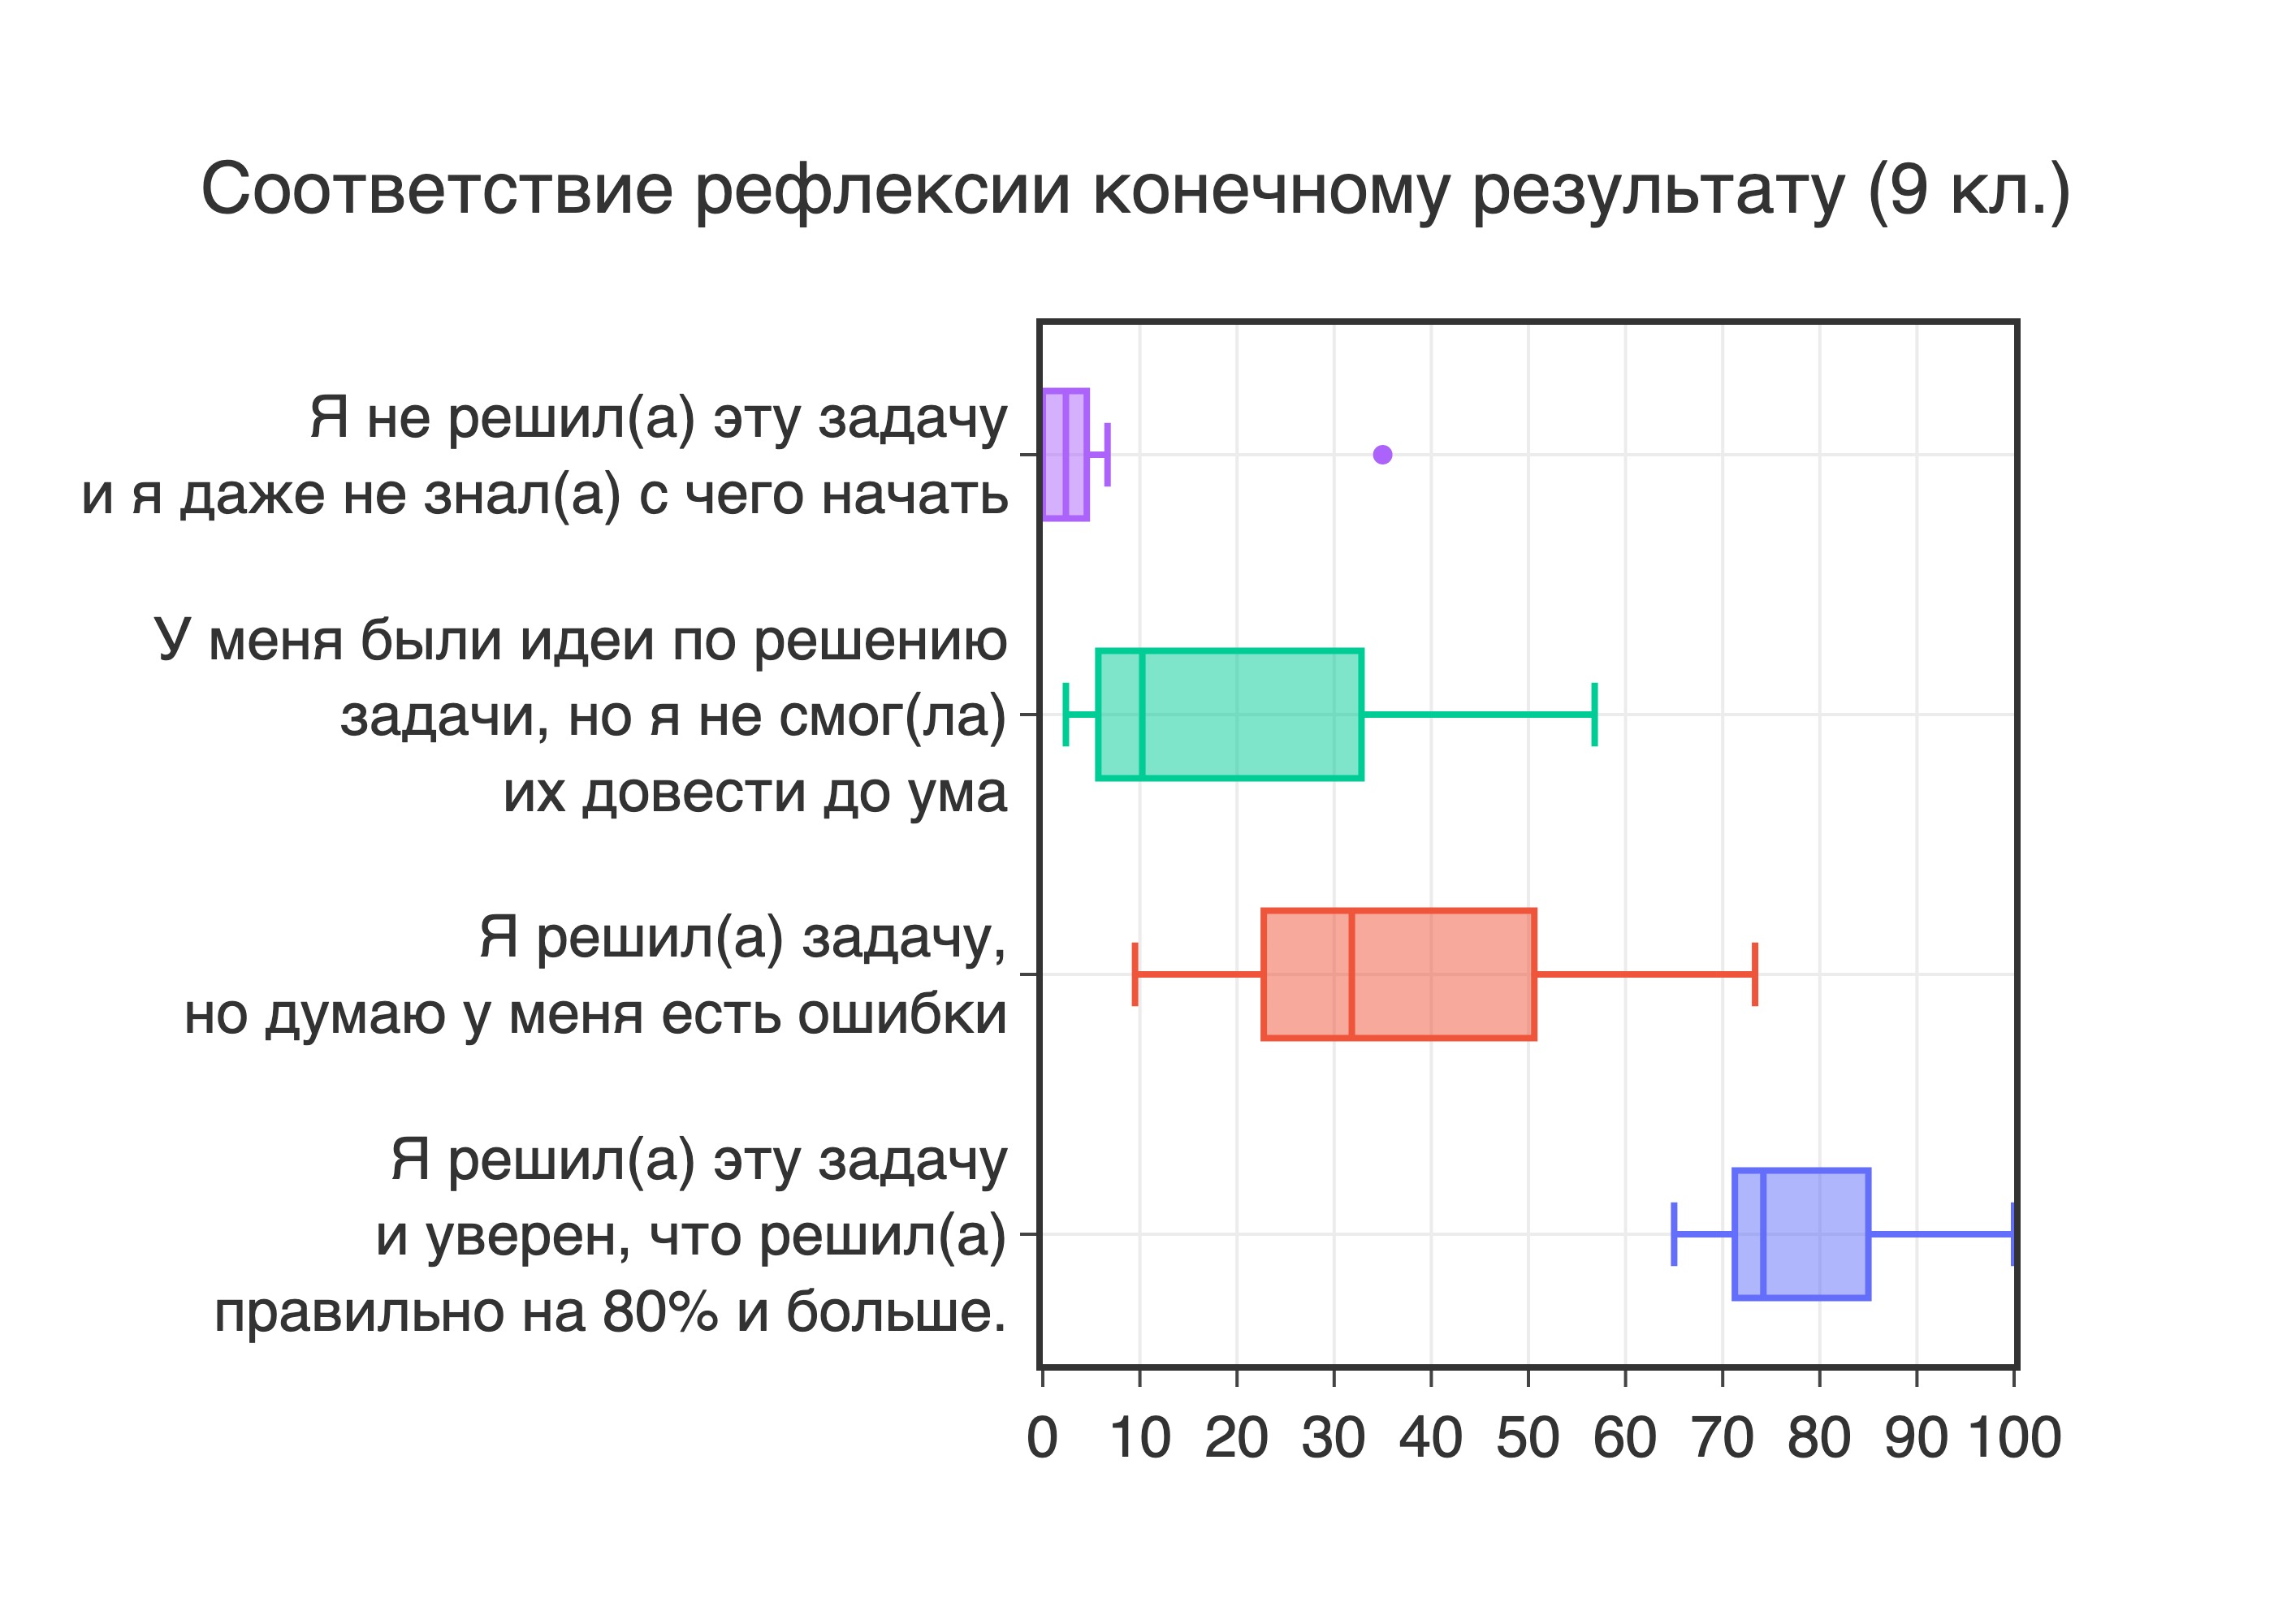 Соответствие рефлексии конечному результату (9 кл.)
Я не решил(а) эту задачу
и я даже не знал(а) с чего начать
У меня были идеи по решению
задачи, но я не смог(ла)
их довести до ума
Я решил(а) задачу,
но думаю у меня есть ошибки
Я решил(а) эту задачу
и уверен, что решил(а)
правильно на 80% и больше.
0 10 20 30 40 50 60 70 80 90 100